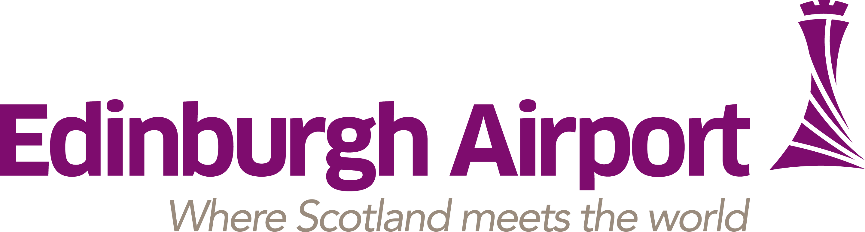 Edinburgh Airport
Where Scotland meets the world